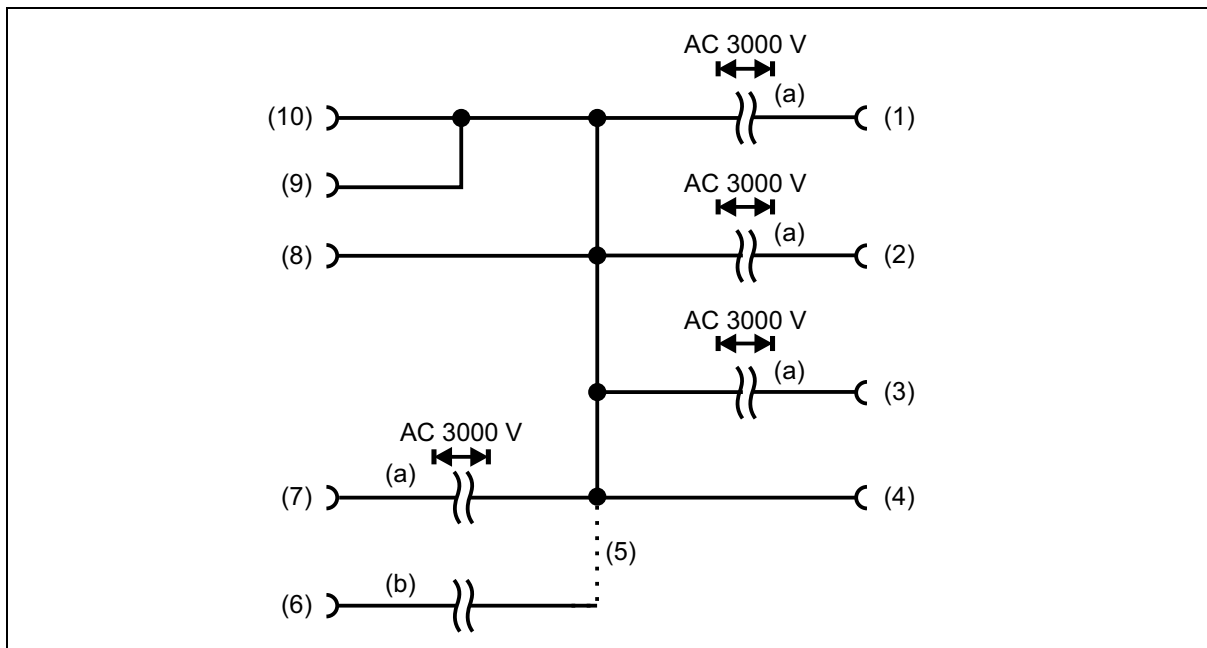 AC 3000 V
(10) (a) (1)
(9)
AC 3000 V
(a)
(8) (2)
AC 3000 V
(a)
(3)
AC 3000 V
(a)
(7) (4)
(5)
(b)
(6)